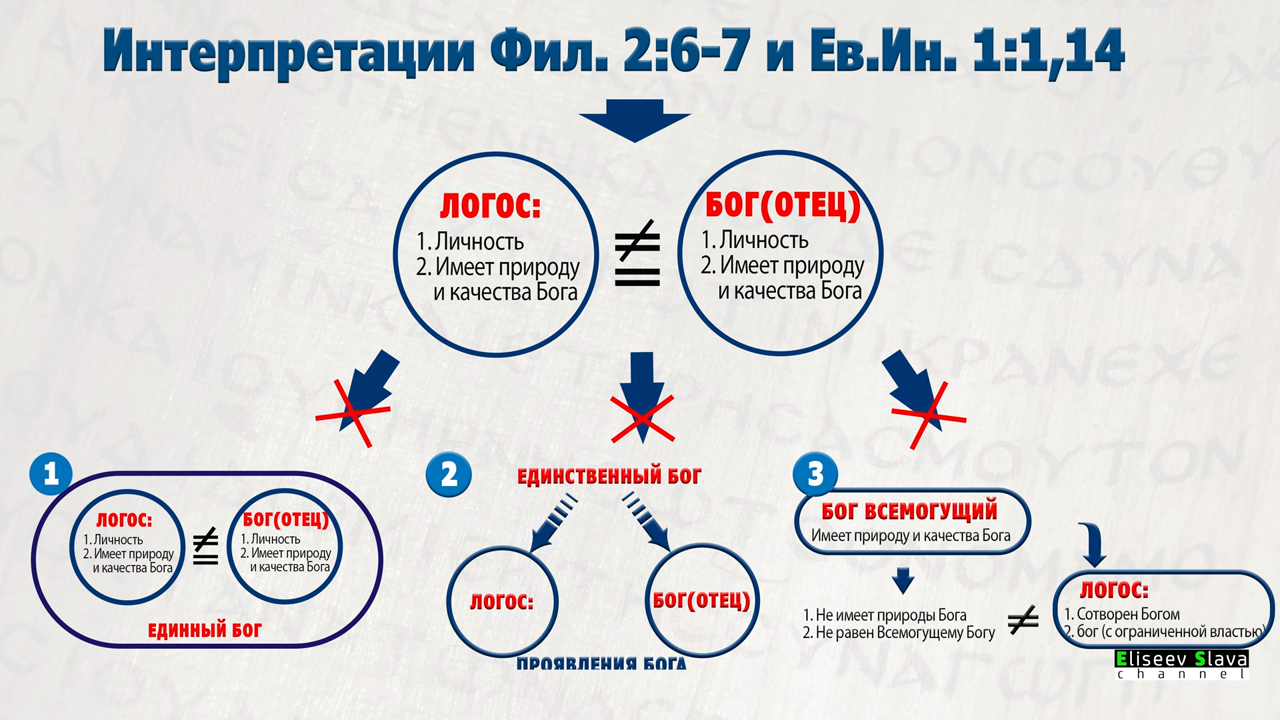 Интерпретации Фил. 2:6-7 и Ев.Ин. 1:1,14
ЛОГОС:
1. Личность
2. Имеет природу
и качества Бога
≠
=
БОГ(ОТЕЦ)
1. Личность
2. Имеет природу
и качества Бога
1
ЛОГОС:
1. Личность
2. Имеет природу
и качества Бога
≠
=
БОГ(ОТЕЦ)
1. Личность
2. Имеет природу
и качества Бога
ЕДИННЫЙ БОГ
2
ЕДИНСТВЕННЫЙ БОГ
ЛОГОС:
БОГ(ОТЕЦ)
ПРОЯВЛЕНИЯ БОГА
3
БОГ ВСЕМОГУЩИЙ
Имеет природу и качества Бога
1. Не имеет природы Бога
2. Не равен Всемогущему Богу
≠
ЛОГОС:
1. Сотворен Богом
2. бог (с ограниченной властью)
Eliseev Slava
channel